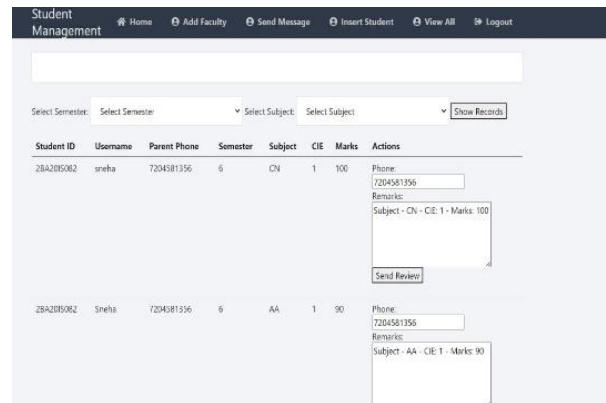 Student Management
Home Add Faculty Send Message Insert Student View All Logout
Select Semester: Select Semester Select Subject: Select Subject Show Records
Student ID Username Parent Phone Semester Subject CIE Marks Actions
2BA20IS082 sneha 7204581356 6 CN 1 100 Phone:
7204581356
Remarks:
Subject - CN - CIE: 1 - Marks: 100
Send Review
2BA20IS082 Sneha 7204581356 6 AA 1 90 Phone:
7204581356
Remarks:
Subject - AA - CIE: 1 - Marks: 90